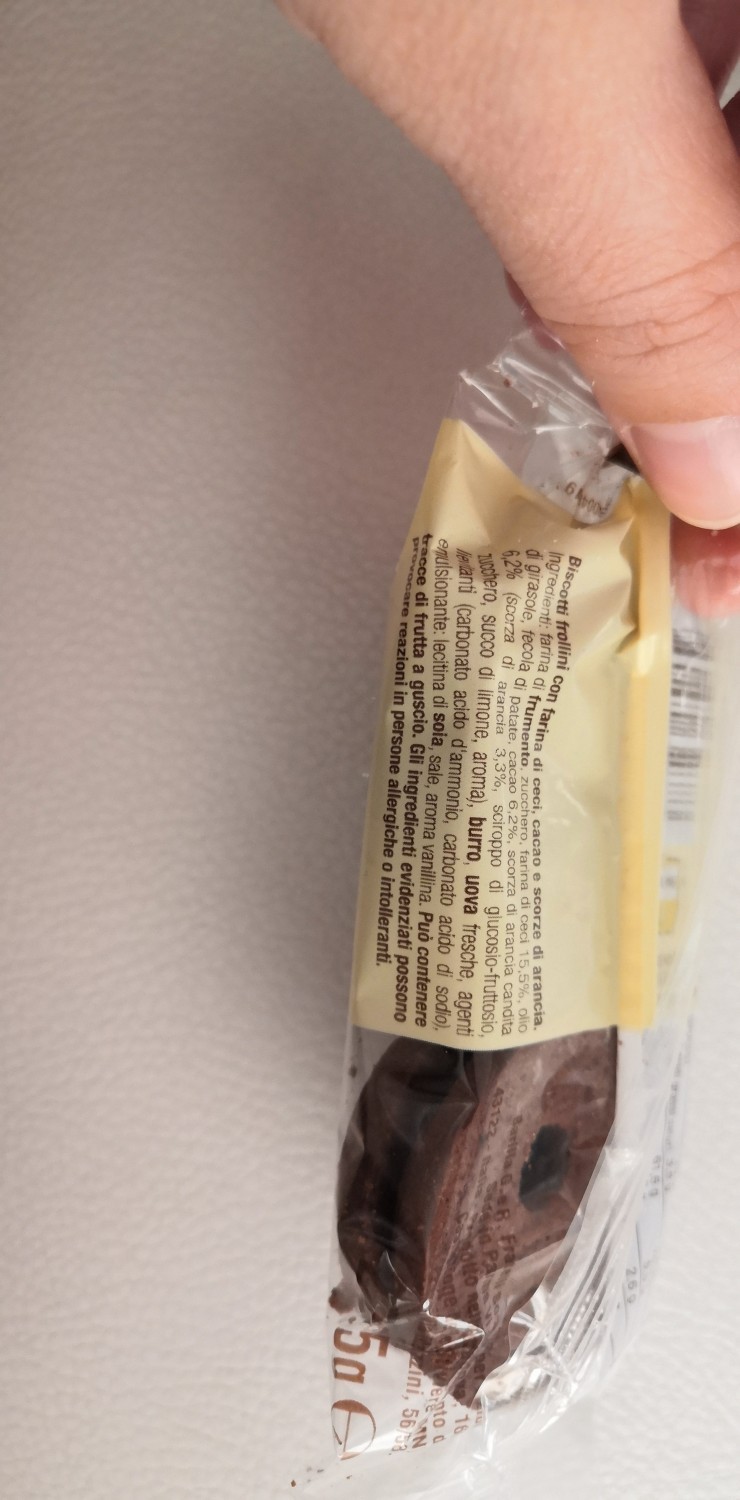 Biscotti frollini con farina di ceci, cacao e scorze di arancia.
Ingredienti: farina di frumento, zucchero, farina di ceci 15,5%, olio
di girasole, fecola di patate, cacao 6,2%, scorza di arancia candita
6,2% (scorza di arancia 3,3%, sciroppo di glucosio-fruttosio,
zucchero, succo di limone, aroma), burro, uova fresche, agenti
lievitanti (carbonato acido d'ammonio, carbonato acido di sodio),
emulsionante: lecitina di soia, sale, aroma vanillina. Può contenere
tracce di frutta a guscio. Gli ingredienti evidenziati possono
provocare reazioni in persone allergiche o intolleranti.
43122